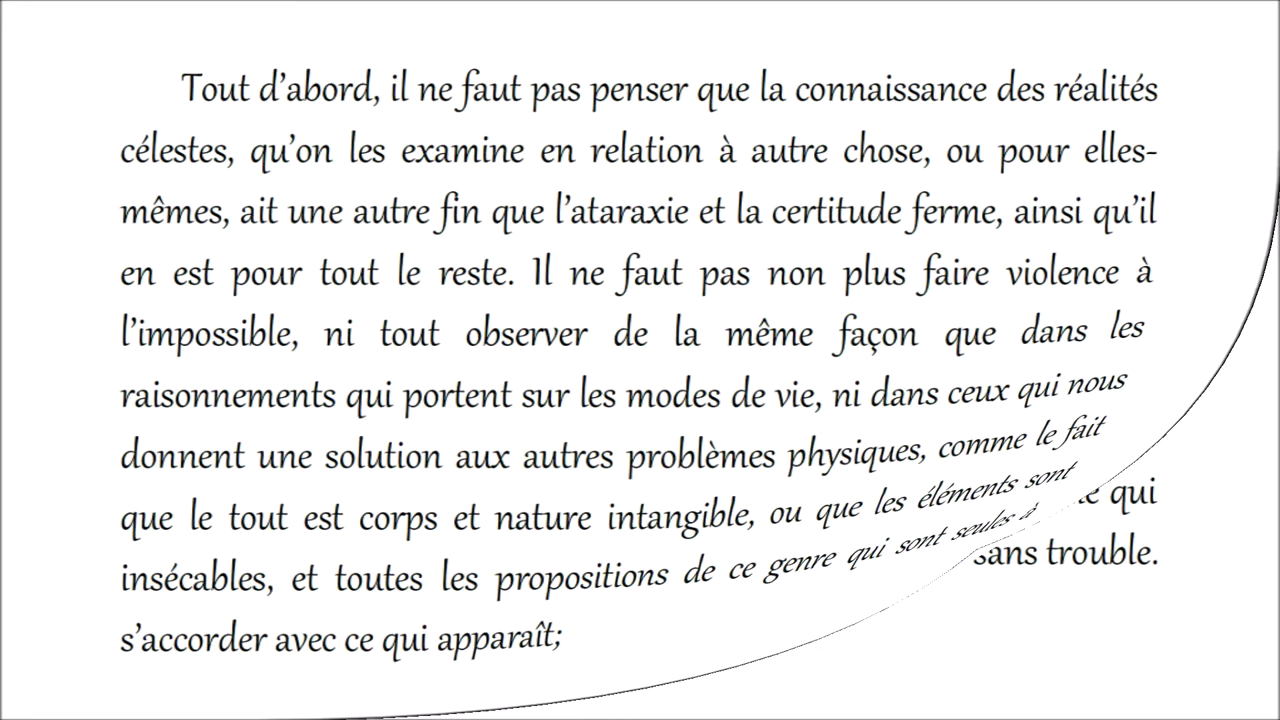 Tout d’abord, il ne faut pas penser que la connaissance des réalités
célestes, qu’on les examine en relation à autre chose, ou pour elles-
mêmes, ait une autre fin que l’ataraxie et la certitude ferme, ainsi qu’il
en est pour tout le reste. Il ne faut pas non plus faire violence à
l’impossible, ni tout observer de la même façon que dans les
raisonnements qui portent sur les modes de vie, ni dans ceux qui nous
donnent une solution aux autres problèmes physiques, comme le fait
que le tout est corps et nature intangible, ou que les éléments sont
insécables, et toutes les propositions de ce genre qui sont seules à
s’accorder avec ce qui apparaît;
qui
sans trouble.